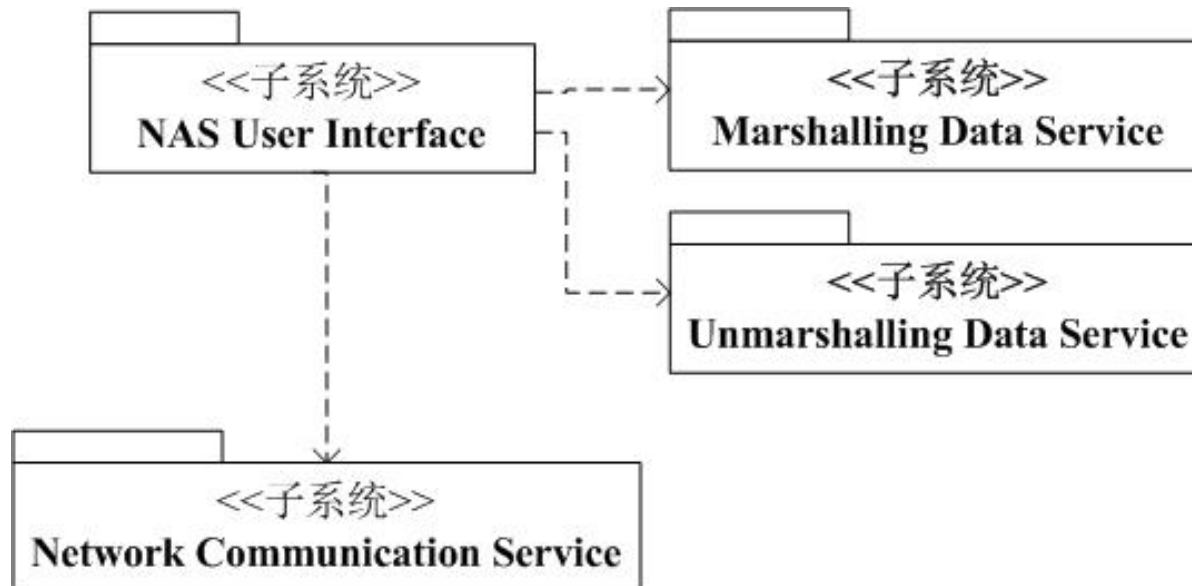 <<子系统>>
NAS User Interface
<<子系统>>
Marshalling Data Service
<<子系统>>
Unmarshalling Data Service
<<子系统>>
Network Communication Service